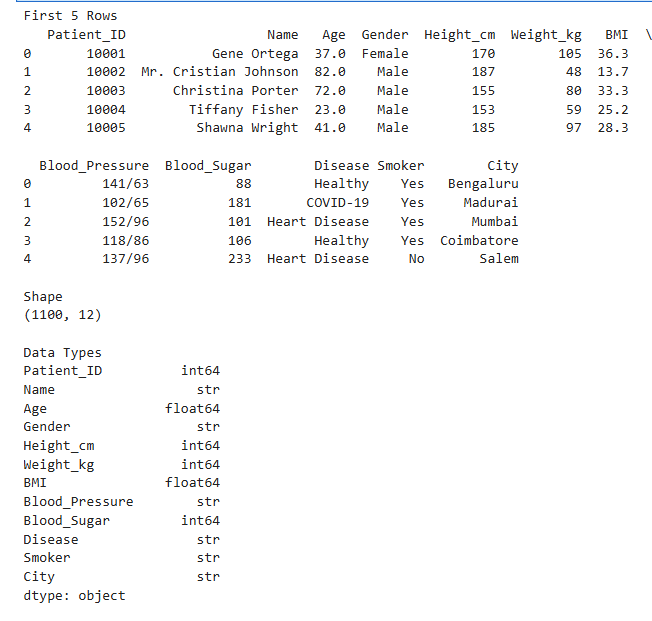 First 5 Rows
   Patient_ID                  Name   Age  Gender  Height_cm  Weight_kg   BMI  \
0       10001           Gene Ortega  37.0  Female        170        105  36.3
1       10002  Mr. Cristian Johnson  82.0    Male        187         48  13.7
2       10003      Christina Porter  72.0    Male        155         80  33.3
3       10004        Tiffany Fisher  23.0    Male        153         59  25.2
4       10005         Shawna Wright  41.0    Male        185         97  28.3
  Blood_Pressure  Blood_Sugar        Disease Smoker        City
0         141/63           88        Healthy    Yes   Bengaluru
1         102/65          181       COVID-19    Yes     Madurai
2         152/96          101  Heart Disease    Yes      Mumbai
3         118/86          106        Healthy    Yes  Coimbatore
4         137/96          233  Heart Disease     No       Salem
Shape
(1100, 12)
Data Types
Patient_ID          int64
Name                  str
Age               float64
Gender                str
Height_cm           int64
Weight_kg           int64
BMI               float64
Blood_Pressure        str
Blood_Sugar         int64
Disease               str
Smoker                str
City                  str
dtype: object